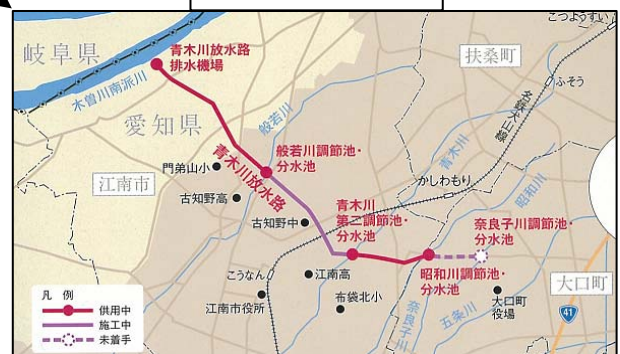 こつようすい
岐阜県
青木川放水路
排水機場
扶桑町
ふそう
木曽川南派川
名鉄犬山線
般若川
愛知県
青木川
般若川調節池・
分水池
青木川放水路
門弟山小
かしわもり
昭和川
江南市
古知野高
青木川
第二調節池・
分水池
奈良子川調節池・
分水池
古知野中
こうなん
江南高
昭和川調節池・
分水池
大口町
凡 例
供用中
施工中
未着手
江南市役所
布袋北小
奈良子川
五条川
大口町
役場
41